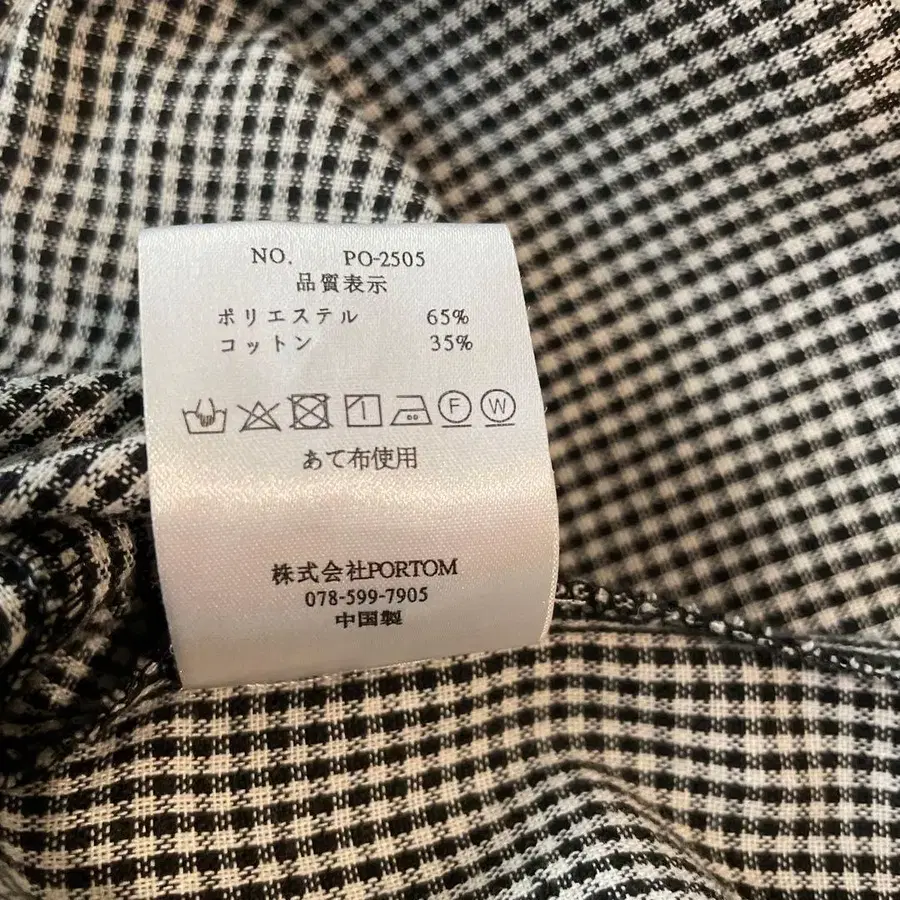 NO. PO-2505
品質表示
ポリエステル 65%
コットン 35%
F W
あて布使用
株式会社PORTOM
078-599-7905
中国製